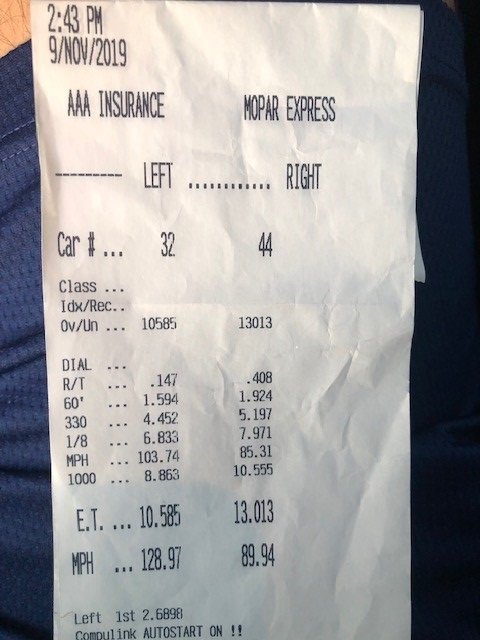 2:43 PM
9/NOV/2019
AAA INSURANCE MOPAR EXPRESS
--------- LEFT ............ RIGHT
Car # ... 32 44
Class ...
Idx/Rec..
Ov/Un ... 10585 13013
DIAL ...
R/T ... .147 .408
60' ... 1.594 1.924
330 ... 4.452 5.197
1/8 ... 6.833 7.971
MPH ... 103.74 85.31
1000 ... 8.863 10.555
E.T. ... 10.585 13.013
MPH ... 128.97 89.94
Left 1st 2.6898
Compulink AUTOSTART ON !!